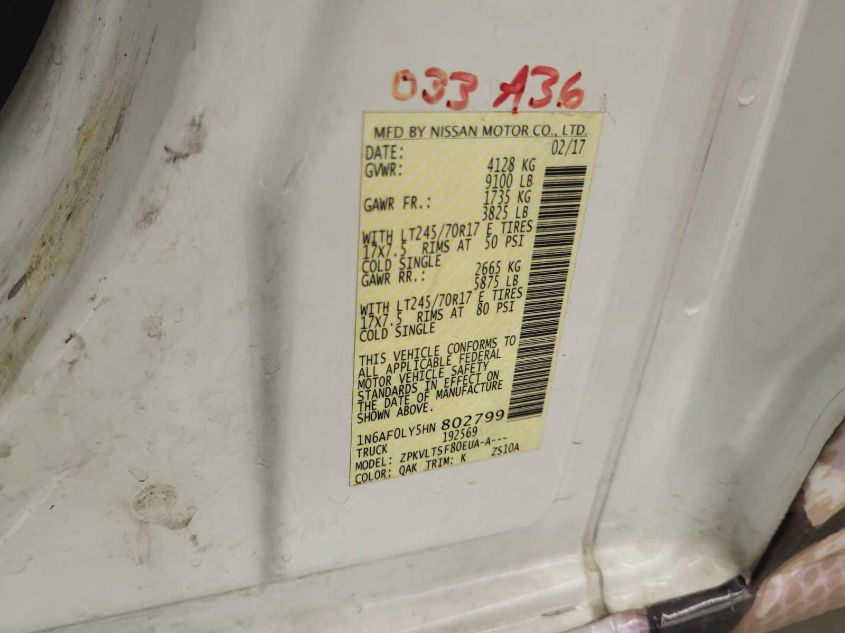 033 A36
MFD BY NISSAN MOTOR CO., LTD.
DATE: 02/17
GVWR: 4128 KG
9100 LB
GAWR FR.: 1735 KG
3825 LB
WITH LT245/70R17 E TIRES
17X7.5 RIMS AT 50 PSI
COLD SINGLE
GAWR RR.: 2665 KG
5875 LB
WITH LT245/70R17 E TIRES
17X7.5 RIMS AT 80 PSI
COLD SINGLE
THIS VEHICLE CONFORMS TO
ALL APPLICABLE FEDERAL
MOTOR VEHICLE SAFETY
STANDARDS IN EFFECT ON
THE DATE OF MANUFACTURE
SHOWN ABOVE.
1N6AF0LY5HN 802799
TRUCK 192569
MODEL: ZPKVLTSF80EUA-A---
COLOR: QAK TRIM: K ZS10A